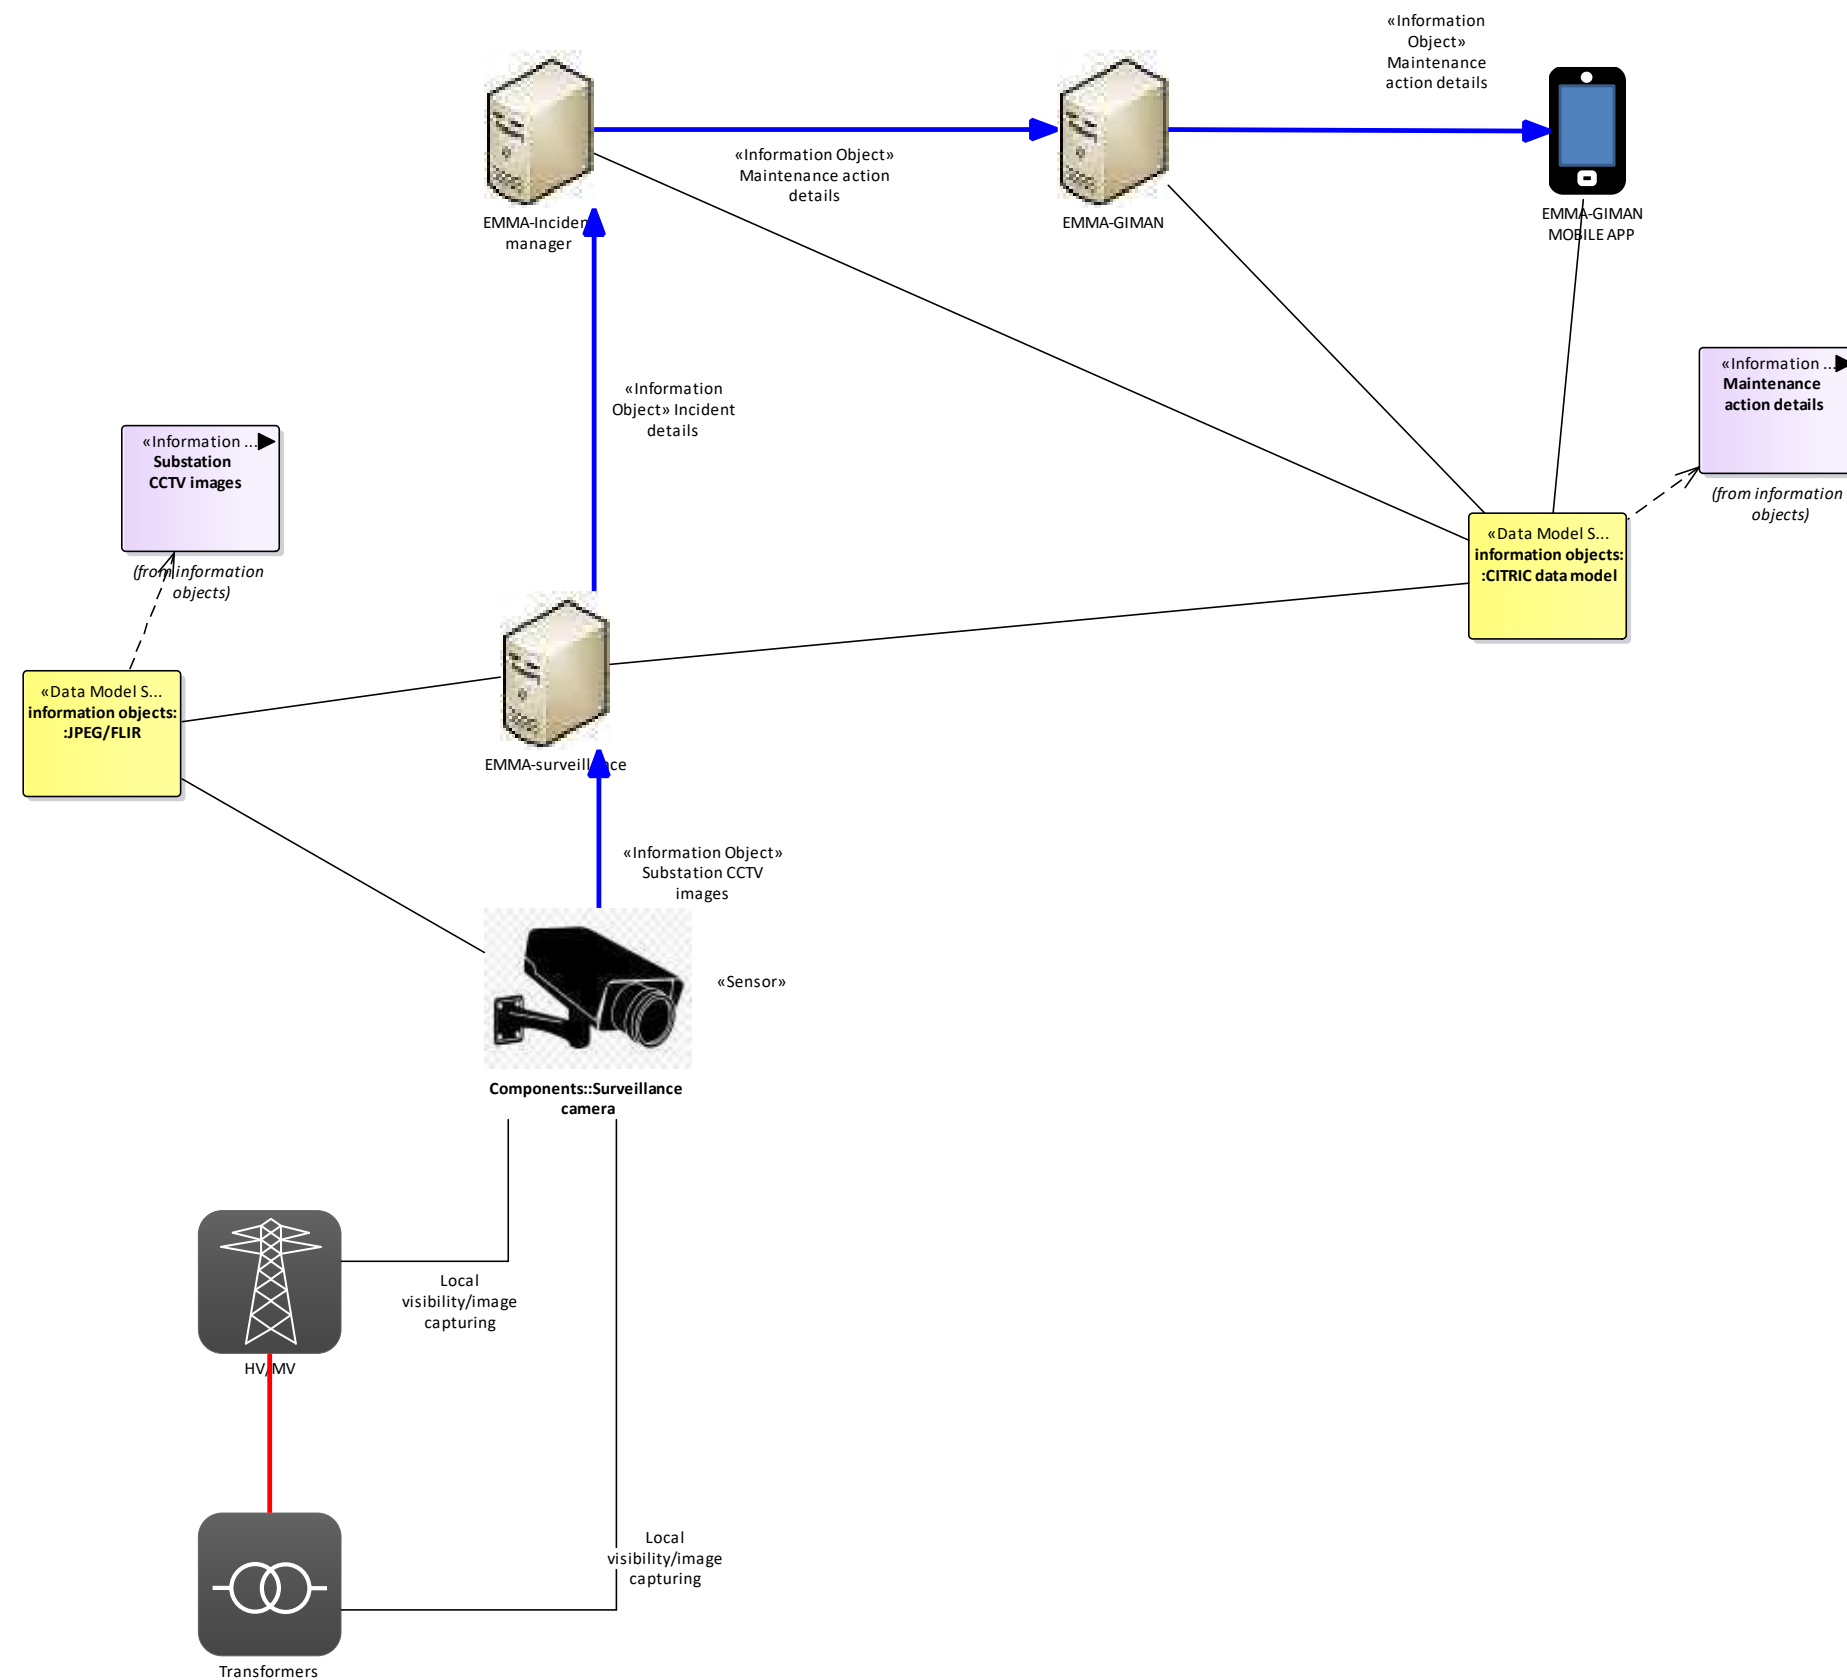 «Information
Object»
Maintenance
action details
«Information Object»
Maintenance action
details
EMMA-Inciden
manager
EMMA-GIMAN
EMMA-GIMAN
MOBILE APP
«Information
Object» Incident
details
«Information ...
Maintenance
action details
(from information
objects)
«Information ...
Substation
CCTV images
(from information
objects)
«Data Model S...
information objects:
:CITRIC data model
«Data Model S...
information objects:
:JPEG/FLIR
EMMA-surveillance
«Information Object»
Substation CCTV
images
«Sensor»
Components::Surveillance
camera
Local
visibility/image
capturing
HV/MV
Local
visibility/image
capturing
Transformers